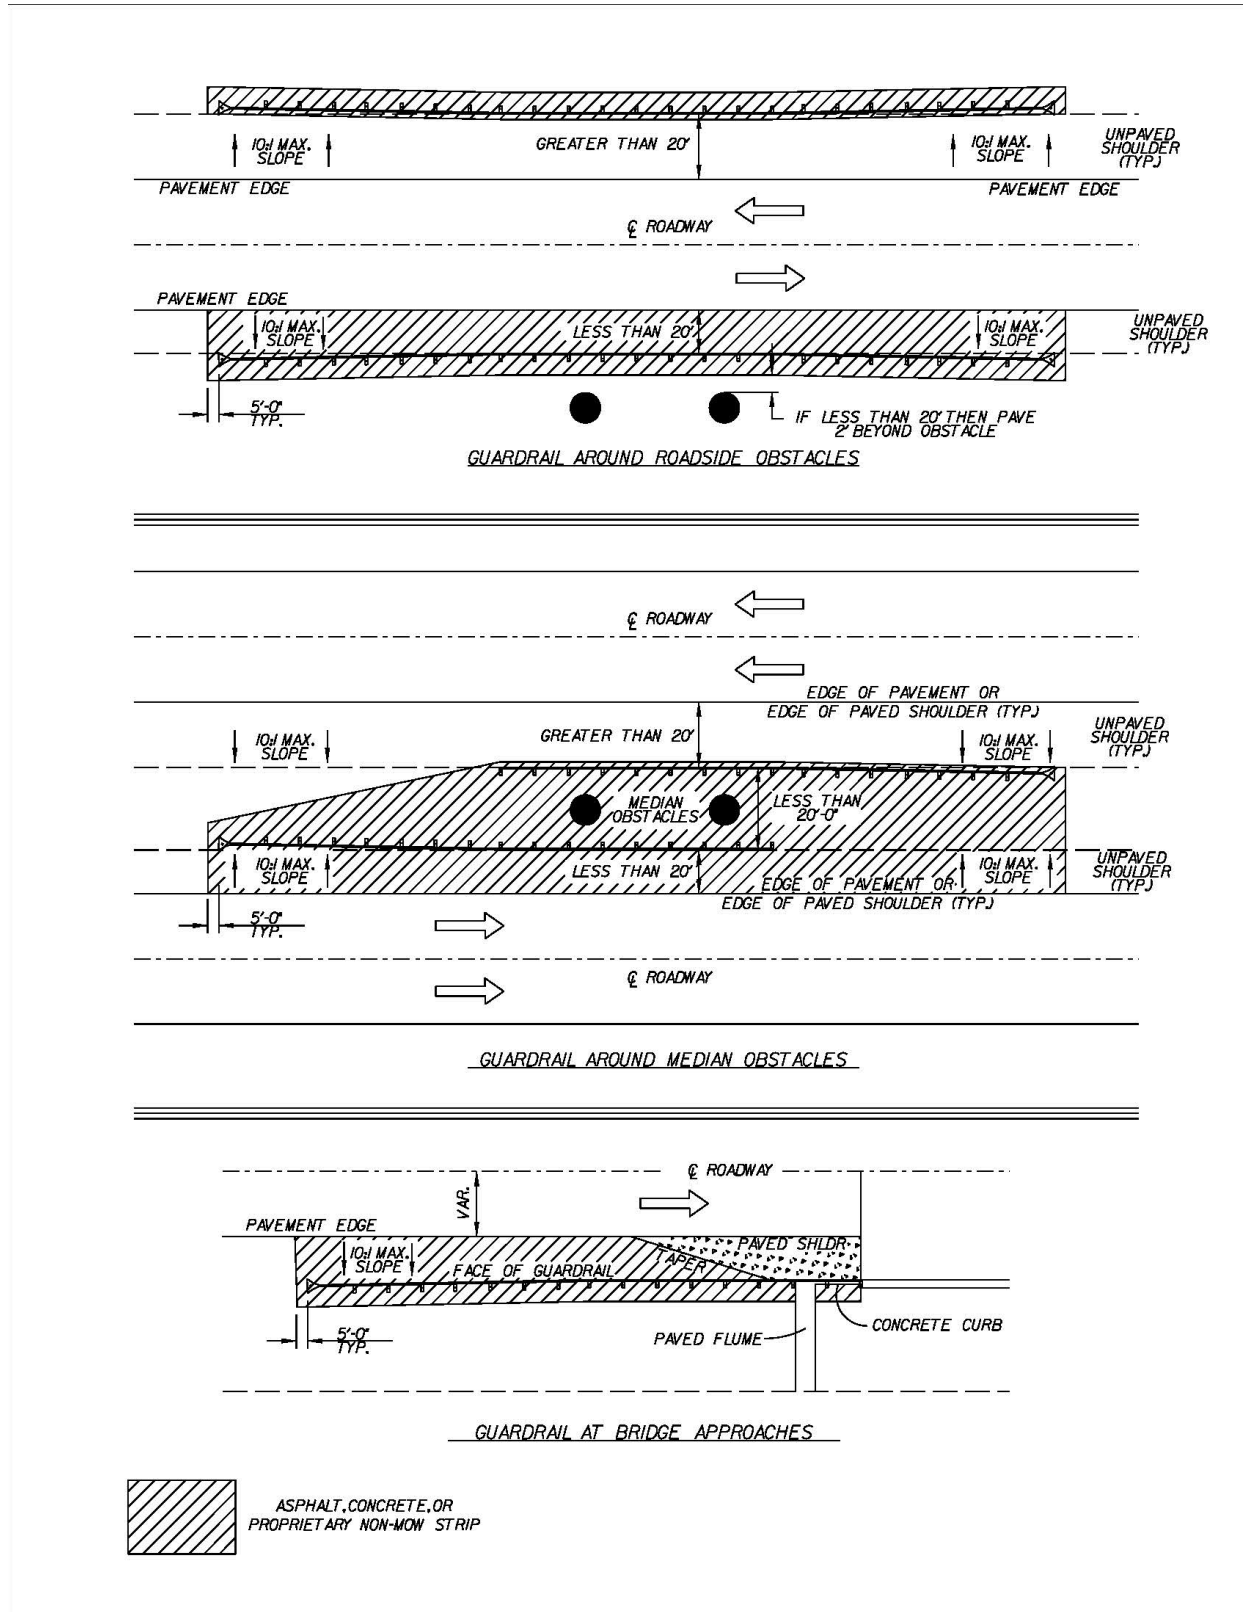 GREATER THAN 20'
10:1 MAX.
SLOPE
10:1 MAX.
SLOPE
UNPAVED
SHOULDER
(TYP.)
PAVEMENT EDGE
PAVEMENT EDGE
℄ ROADWAY
PAVEMENT EDGE
10:1 MAX.
SLOPE
LESS THAN 20'
10:1 MAX.
SLOPE
UNPAVED
SHOULDER
(TYP.)
5'-0"
TYP.
IF LESS THAN 20' THEN PAVE
2' BEYOND OBSTACLE
GUARDRAIL AROUND ROADSIDE OBSTACLES
℄ ROADWAY
EDGE OF PAVEMENT OR
EDGE OF PAVED SHOULDER (TYP.)
10:1 MAX.
SLOPE
GREATER THAN 20'
10:1 MAX.
SLOPE
UNPAVED
SHOULDER
(TYP.)
MEDIAN
OBSTACLES
LESS THAN
20'-0"
10:1 MAX.
SLOPE
LESS THAN 20'
10:1 MAX.
SLOPE
UNPAVED
SHOULDER
(TYP.)
EDGE OF PAVEMENT OR
EDGE OF PAVED SHOULDER (TYP.)
5'-0"
TYP.
℄ ROADWAY
GUARDRAIL AROUND MEDIAN OBSTACLES
℄ ROADWAY
VAR.
PAVEMENT EDGE
10:1 MAX.
SLOPE
FACE OF GUARDRAIL
TAPER
PAVED SHLDR.
5'-0"
TYP.
PAVED FLUME
CONCRETE CURB
GUARDRAIL AT BRIDGE APPROACHES
ASPHALT, CONCRETE, OR
PROPRIETARY NON-MOW STRIP